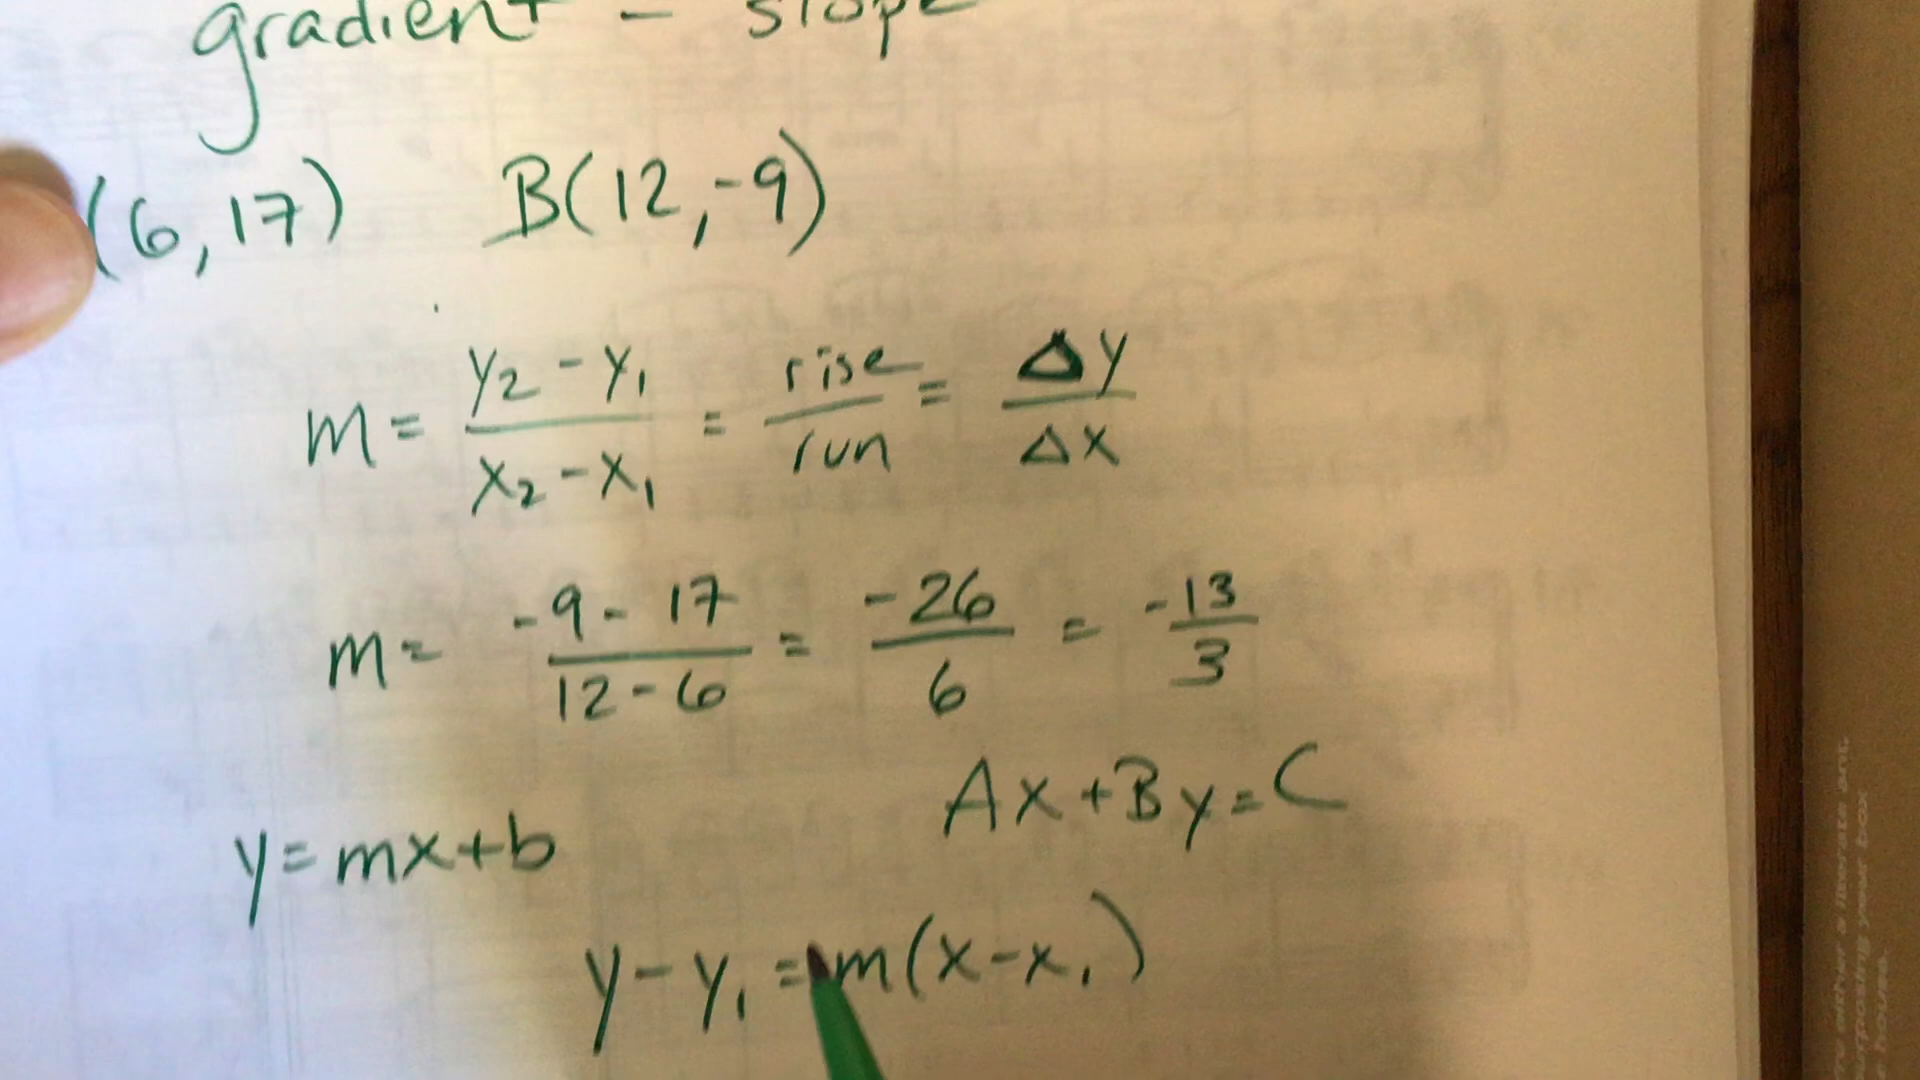 gradient - slope
(6,17) B(12,-9)
m = y₂ - y₁ / x₂ - x₁ = rise / run = Δy / Δx
m = -9 - 17 / 12 - 6 = -26 / 6 = -13 / 3
Ax + By = C
y = mx + b
y - y₁ = m(x - x₁)